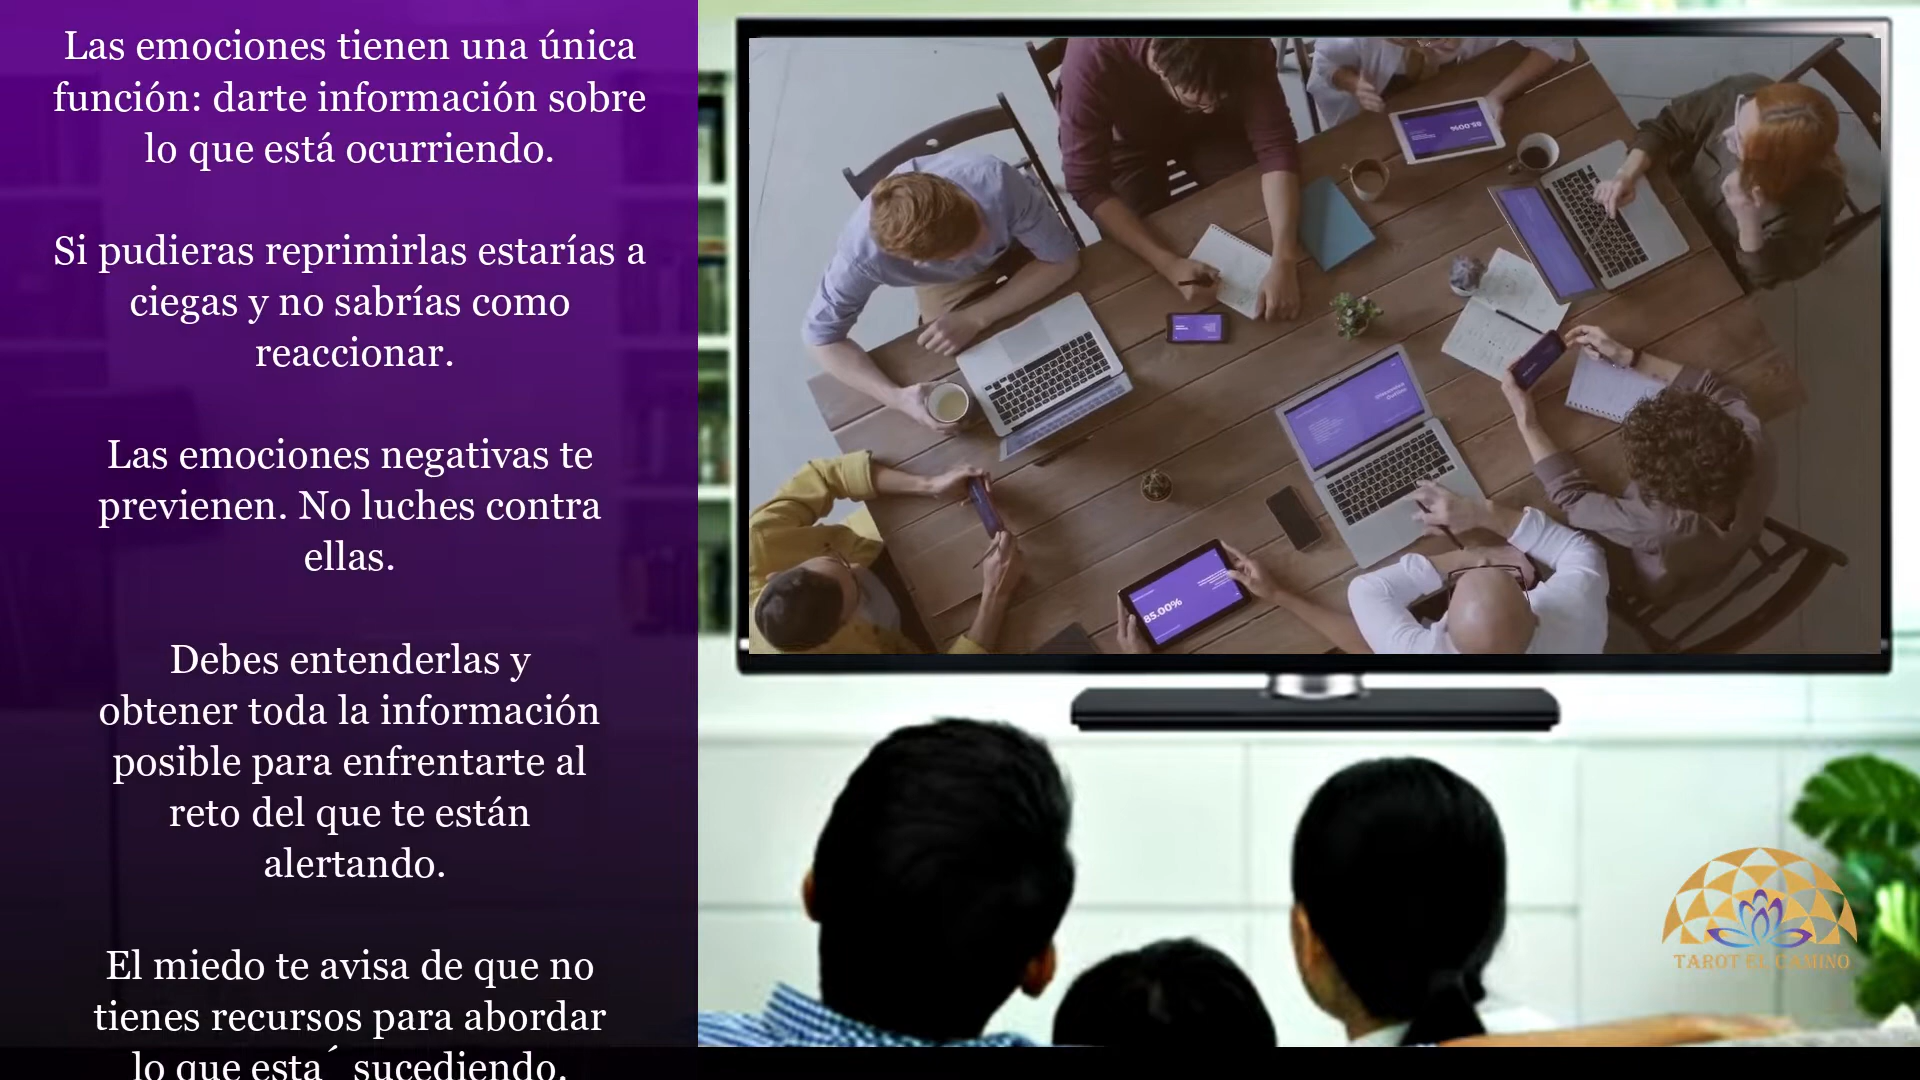 Las emociones tienen una única
función: darte información sobre
lo que está ocurriendo.
Si pudieras reprimirlas estarías a
ciegas y no sabrías como
reaccionar.
Las emociones negativas te
previenen. No luches contra
ellas.
Debes entenderlas y
obtener toda la información
posible para enfrentarte al
reto del que te están
alertando.
El miedo te avisa de que no
tienes recursos para abordar
lo que esta´ sucediendo.
85.00%
85.00%
TAROT EL CAMINO